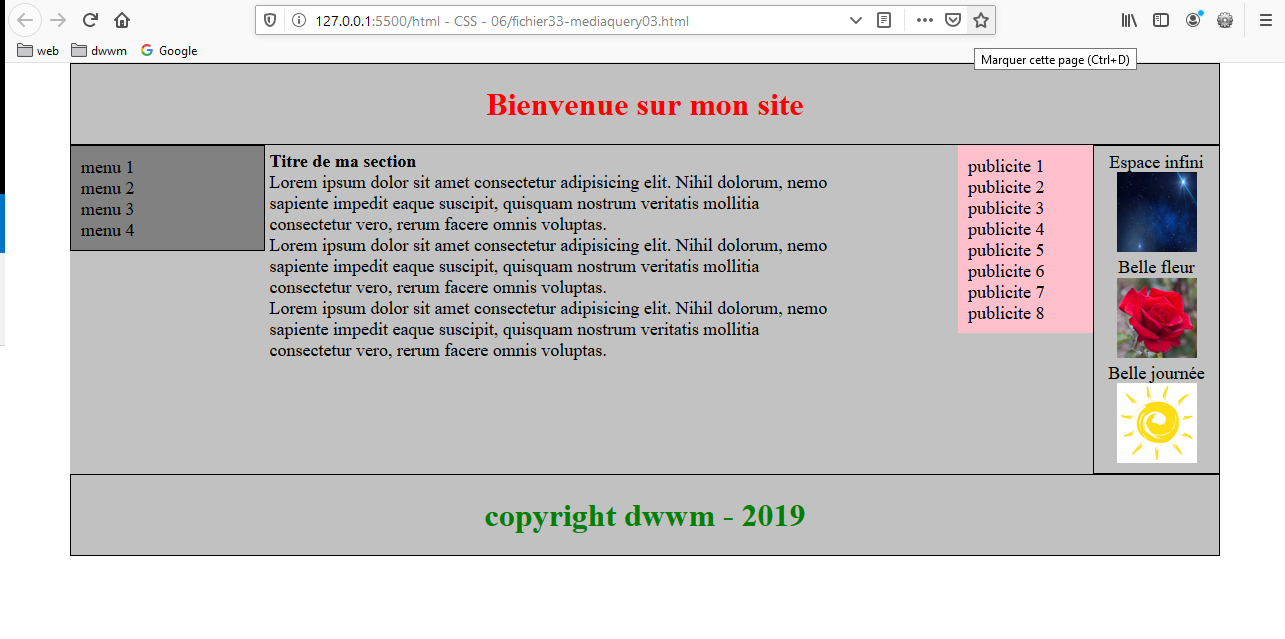 127.0.0.1:5500/html - CSS - 06/fichier33-mediaquery03.html
web dwwm Google
Marquer cette page (Ctrl+D)
Bienvenue sur mon site
menu 1
menu 2
menu 3
menu 4
Titre de ma section
Lorem ipsum dolor sit amet consectetur adipisicing elit. Nihil dolorum, nemo
sapiente impedit eaque suscipit, quisquam nostrum veritatis mollitia
consectetur vero, rerum facere omnis voluptas.
Lorem ipsum dolor sit amet consectetur adipisicing elit. Nihil dolorum, nemo
sapiente impedit eaque suscipit, quisquam nostrum veritatis mollitia
consectetur vero, rerum facere omnis voluptas.
Lorem ipsum dolor sit amet consectetur adipisicing elit. Nihil dolorum, nemo
sapiente impedit eaque suscipit, quisquam nostrum veritatis mollitia
consectetur vero, rerum facere omnis voluptas.
publicite 1
publicite 2
publicite 3
publicite 4
publicite 5
publicite 6
publicite 7
publicite 8
Espace infini
Belle fleur
Belle journée
copyright dwwm - 2019